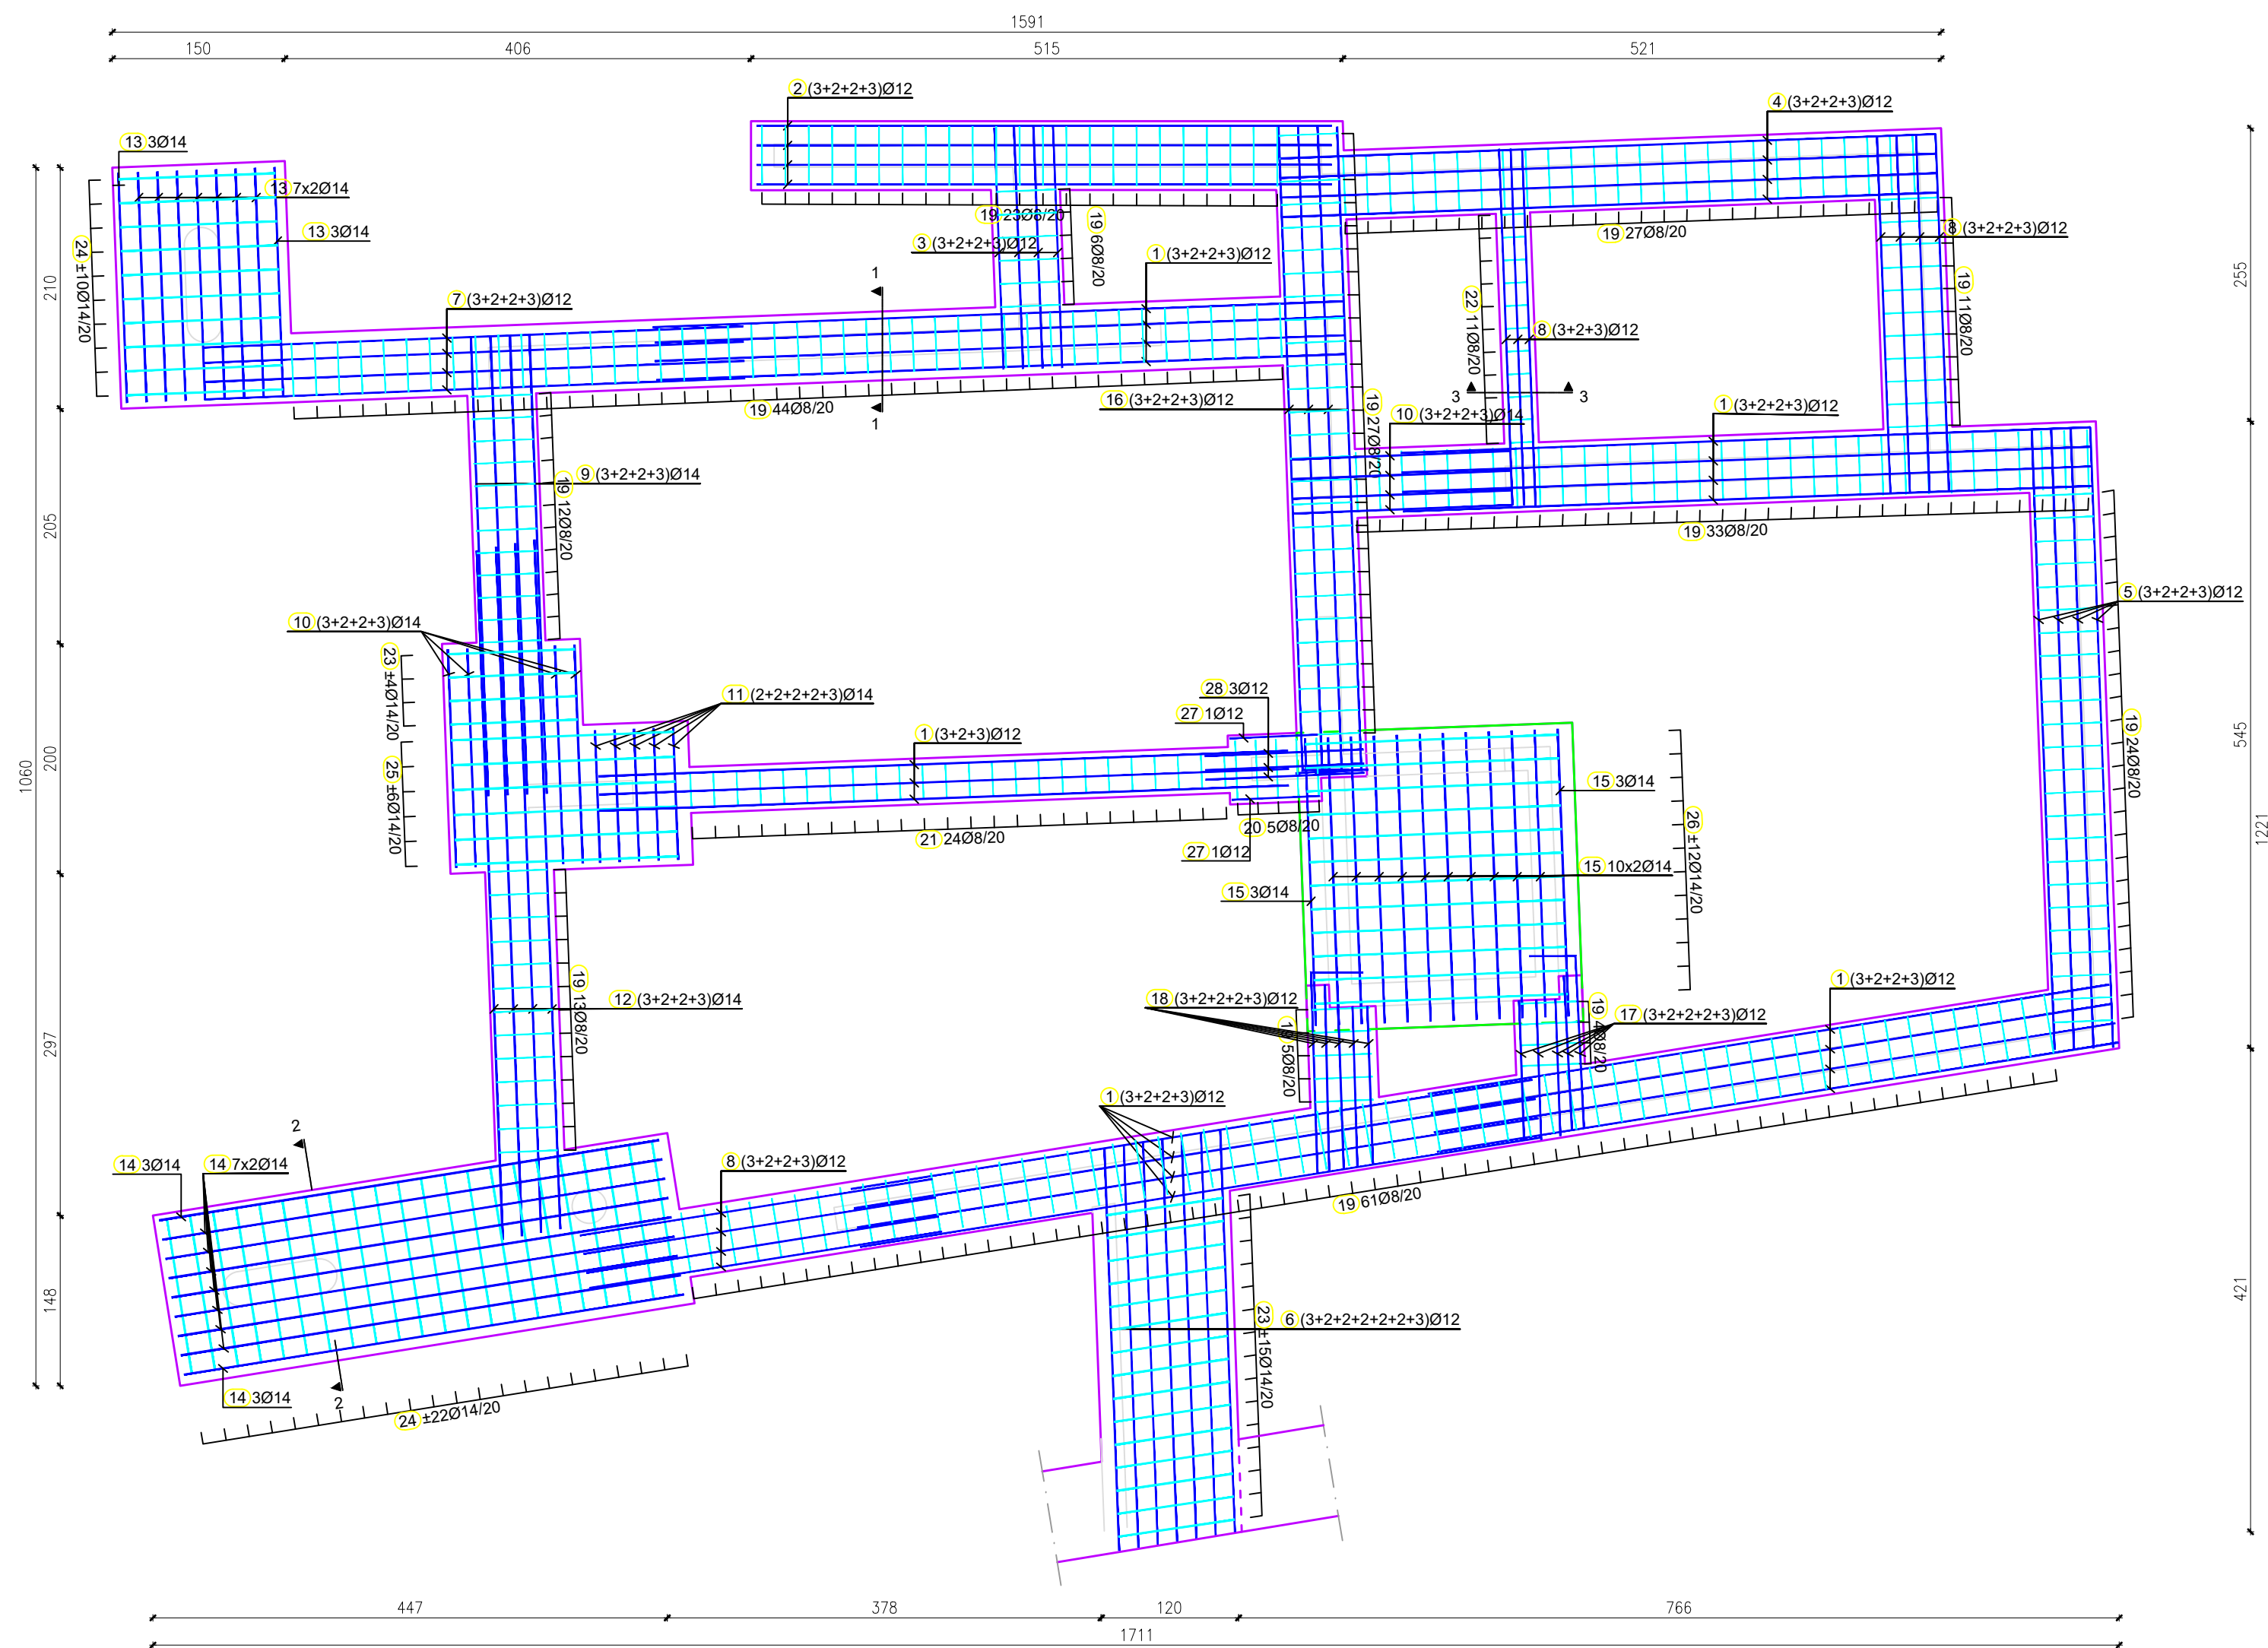 1591
150 406 515 521
2 (3+2+2+3)Ø12
4 (3+2+2+3)Ø12
13 3Ø14
13 7x2Ø14
13 3Ø14
24 ±10Ø14/20
19 23Ø8/20
19 6Ø8/20
3 (3+2+2+3)Ø12
1 (3+2+2+3)Ø12
19 27Ø8/20
8 (3+2+2+3)Ø12
19 11Ø8/20
22 11Ø8/20
8 (3+2+3)Ø12
7 (3+2+2+3)Ø12
1
1
3
3
19 44Ø8/20
16 (3+2+2+3)Ø12
19 27Ø8/20
10 (3+2+2+3)Ø14
1 (3+2+2+3)Ø12
9 (3+2+2+3)Ø14
19 12Ø8/20
19 33Ø8/20
5 (3+2+2+3)Ø12
10 (3+2+2+3)Ø14
23 ±4Ø14/20
25 ±6Ø14/20
11 (2+2+2+2+3)Ø14
28 3Ø12
27 1Ø12
1 (3+2+3)Ø12
19 24Ø8/20
15 3Ø14
26 ±12Ø14/20
20 5Ø8/20
21 24Ø8/20
27 1Ø12
15 10x2Ø14
15 3Ø14
12 (3+2+2+3)Ø14
19 13Ø8/20
18 (3+2+2+2+3)Ø12
19 5Ø8/20
19 4Ø8/20
17 (3+2+2+2+3)Ø12
1 (3+2+2+3)Ø12
1 (3+2+2+3)Ø12
2
14 3Ø14
14 7x2Ø14
8 (3+2+2+3)Ø12
19 61Ø8/20
23 ±15Ø14/20
6 (3+2+2+2+2+2+3)Ø12
14 3Ø14
2
24 ±22Ø14/20
210
205
200
297
148
1060
255
545
421
1221
447 378 120 766
1711